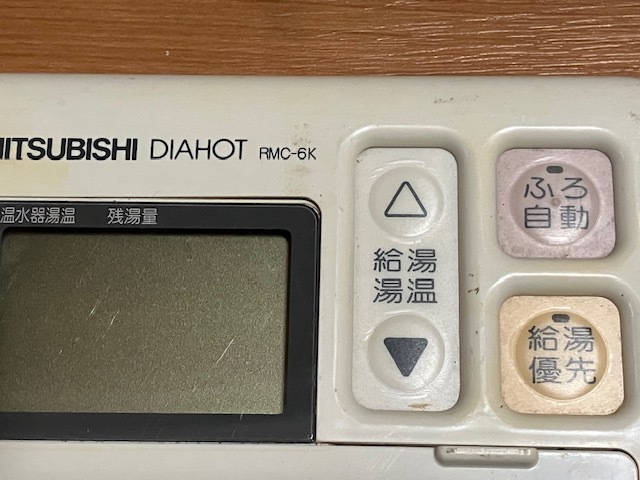 MITSUBISHI DIAHOT RMC-6K
温水器湯温 残湯量
給湯
湯温
ふろ
自動
給湯
優先